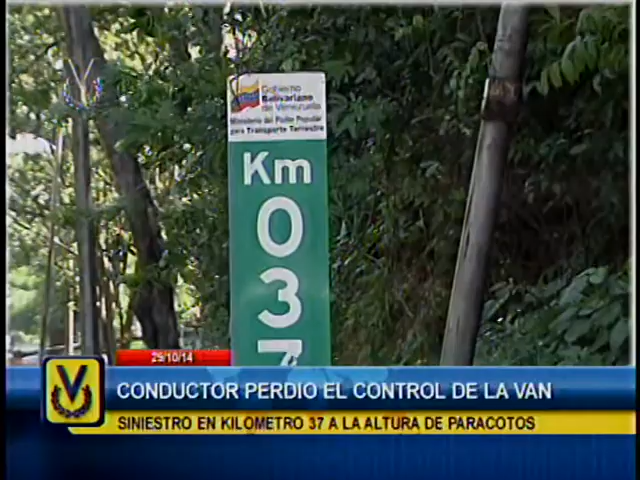 Gobierno
Bolivariano
de Venezuela
Ministerio del Poder Popular
para Transporte Terrestre
Km
0
3
7
29/10/14
V
CONDUCTOR PERDIO EL CONTROL DE LA VAN
SINIESTRO EN KILOMETRO 37 A LA ALTURA DE PARACOTOS